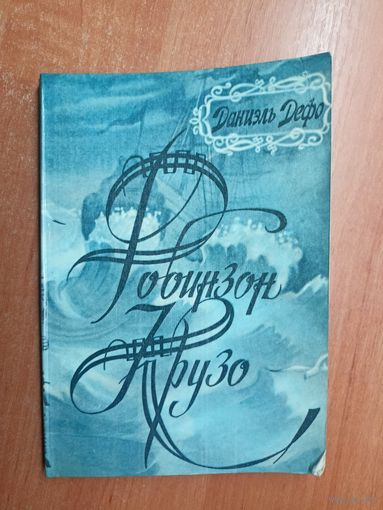 Даниэль Дефо
Робинзон
Крузо